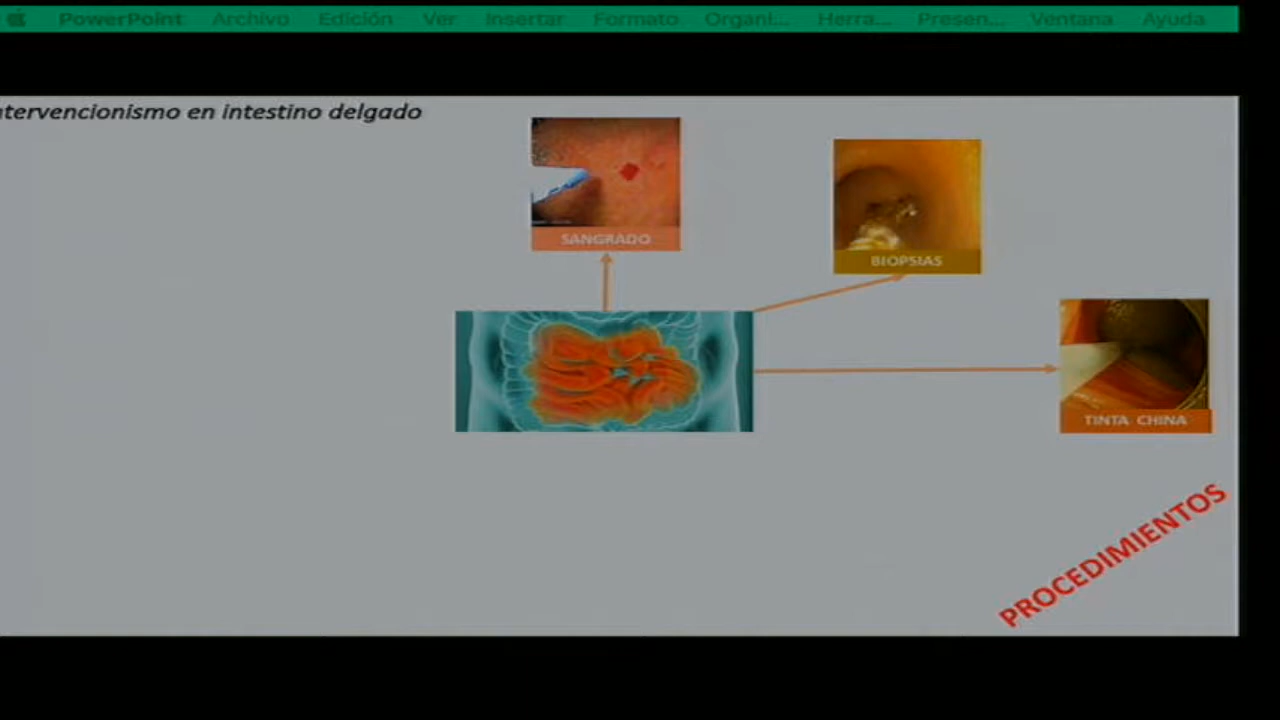 PowerPoint Archivo Edición Ver Insertar Formato Organi... Herra... Presen... Ventana Ayuda
ntervencionismo en intestino delgado
SANGRADO
BIOPSIAS
TINTA CHINA
PROCEDIMIENTOS